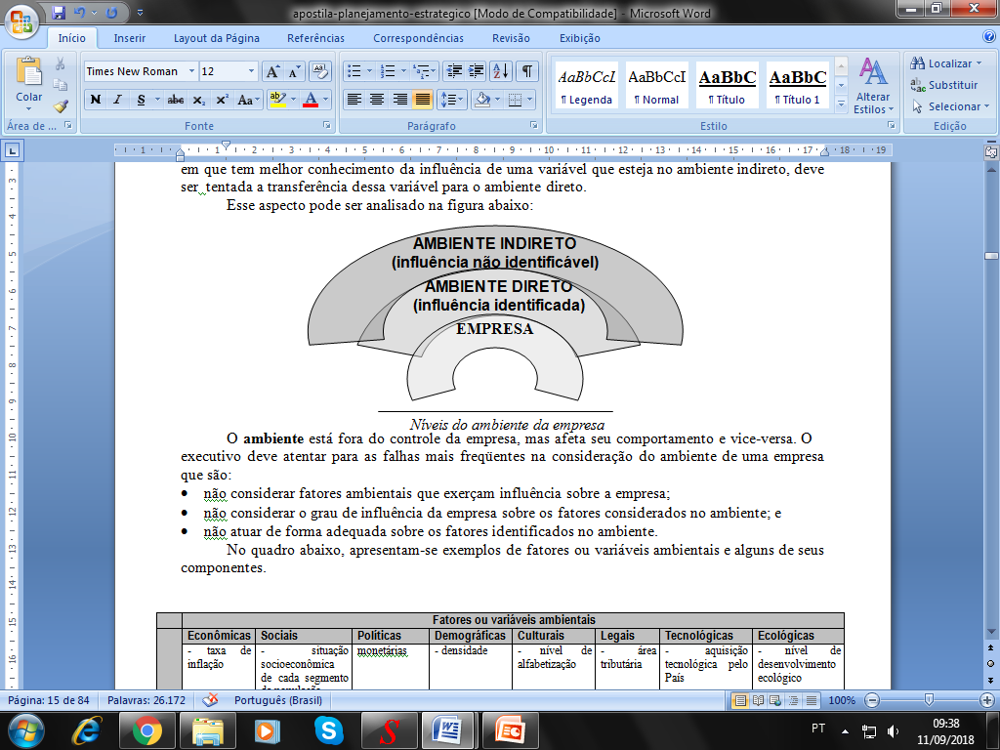 apostila-planejamento-estrategico [Modo de Compatibilidade] - Microsoft Word
Início Inserir Layout da Página Referências Correspondências Revisão Exibição
Times New Roman 12
Colar
N I S abc x₂ x² Aa
AaBbCcI AaBbCcI AaBbC AaBbC
¶ Legenda ¶ Normal ¶ Título ¶ Título 1
Alterar
Estilos
Localizar
Substituir
Selecionar
Área de ... Fonte Parágrafo Estilo Edição
em que tem melhor conhecimento da influência de uma variável que esteja no ambiente indireto, deve
ser tentada a transferência dessa variável para o ambiente direto.
Esse aspecto pode ser analisado na figura abaixo:
AMBIENTE INDIRETO
(influência não identificável)
AMBIENTE DIRETO
(influência identificada)
EMPRESA
Níveis do ambiente da empresa
O ambiente está fora do controle da empresa, mas afeta seu comportamento e vice-versa. O
executivo deve atentar para as falhas mais freqüentes na consideração do ambiente de uma empresa
que são:
• não considerar fatores ambientais que exerçam influência sobre a empresa;
• não considerar o grau de influência da empresa sobre os fatores considerados no ambiente; e
• não atuar de forma adequada sobre os fatores identificados no ambiente.
No quadro abaixo, apresentam-se exemplos de fatores ou variáveis ambientais e alguns de seus
componentes.
Fatores ou variáveis ambientais
Econômicas Sociais Políticas Demográficas Culturais Legais Tecnológicas Ecológicas
- taxa de inflação
- situação socioeconômica de cada segmento da população
monetárias
- densidade
- nível de alfabetização
- área tributária
- aquisição tecnológica pelo País
- nível de desenvolvimento ecológico
Página: 15 de 84 Palavras: 26.172 Português (Brasil) 100%
PT 09:38
11/09/2018